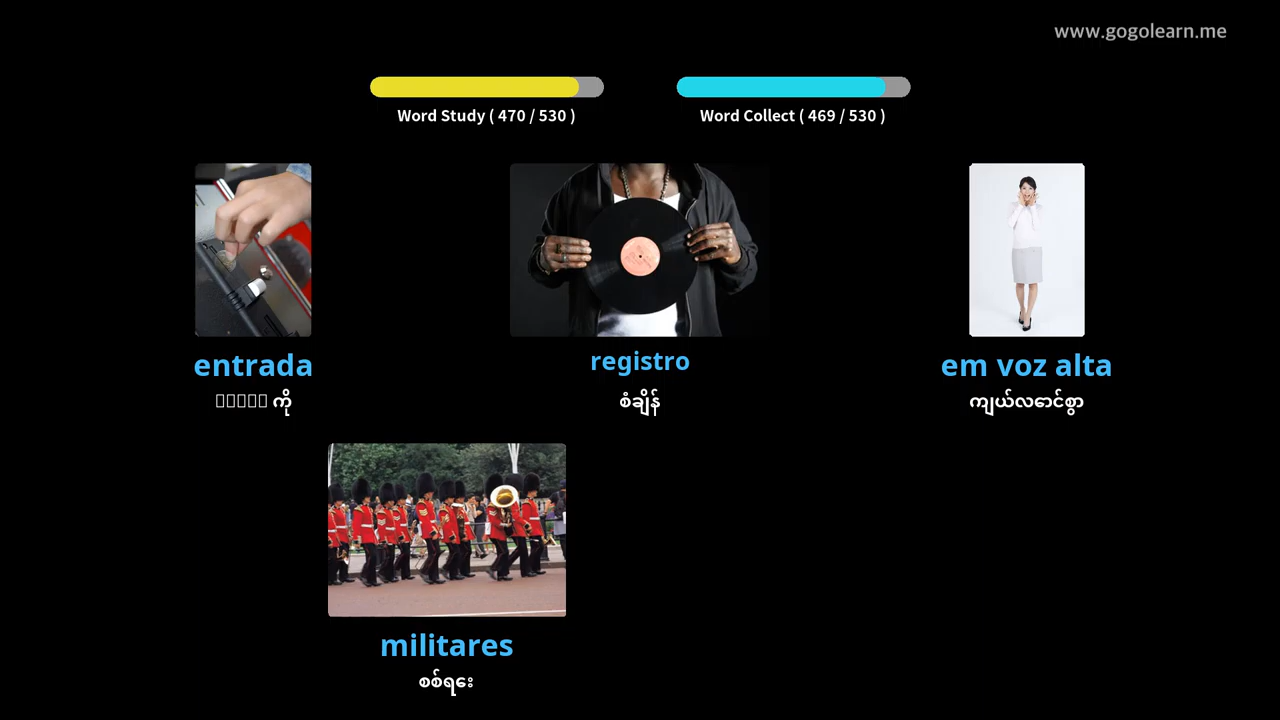 www.gogolearn.me
Word Study ( 470 / 530 )
Word Collect ( 469 / 530 )
entrada
ကို
registro
စံချိန်
em voz alta
ကျယ်လောင်စွာ
militares
စစ်ရေး